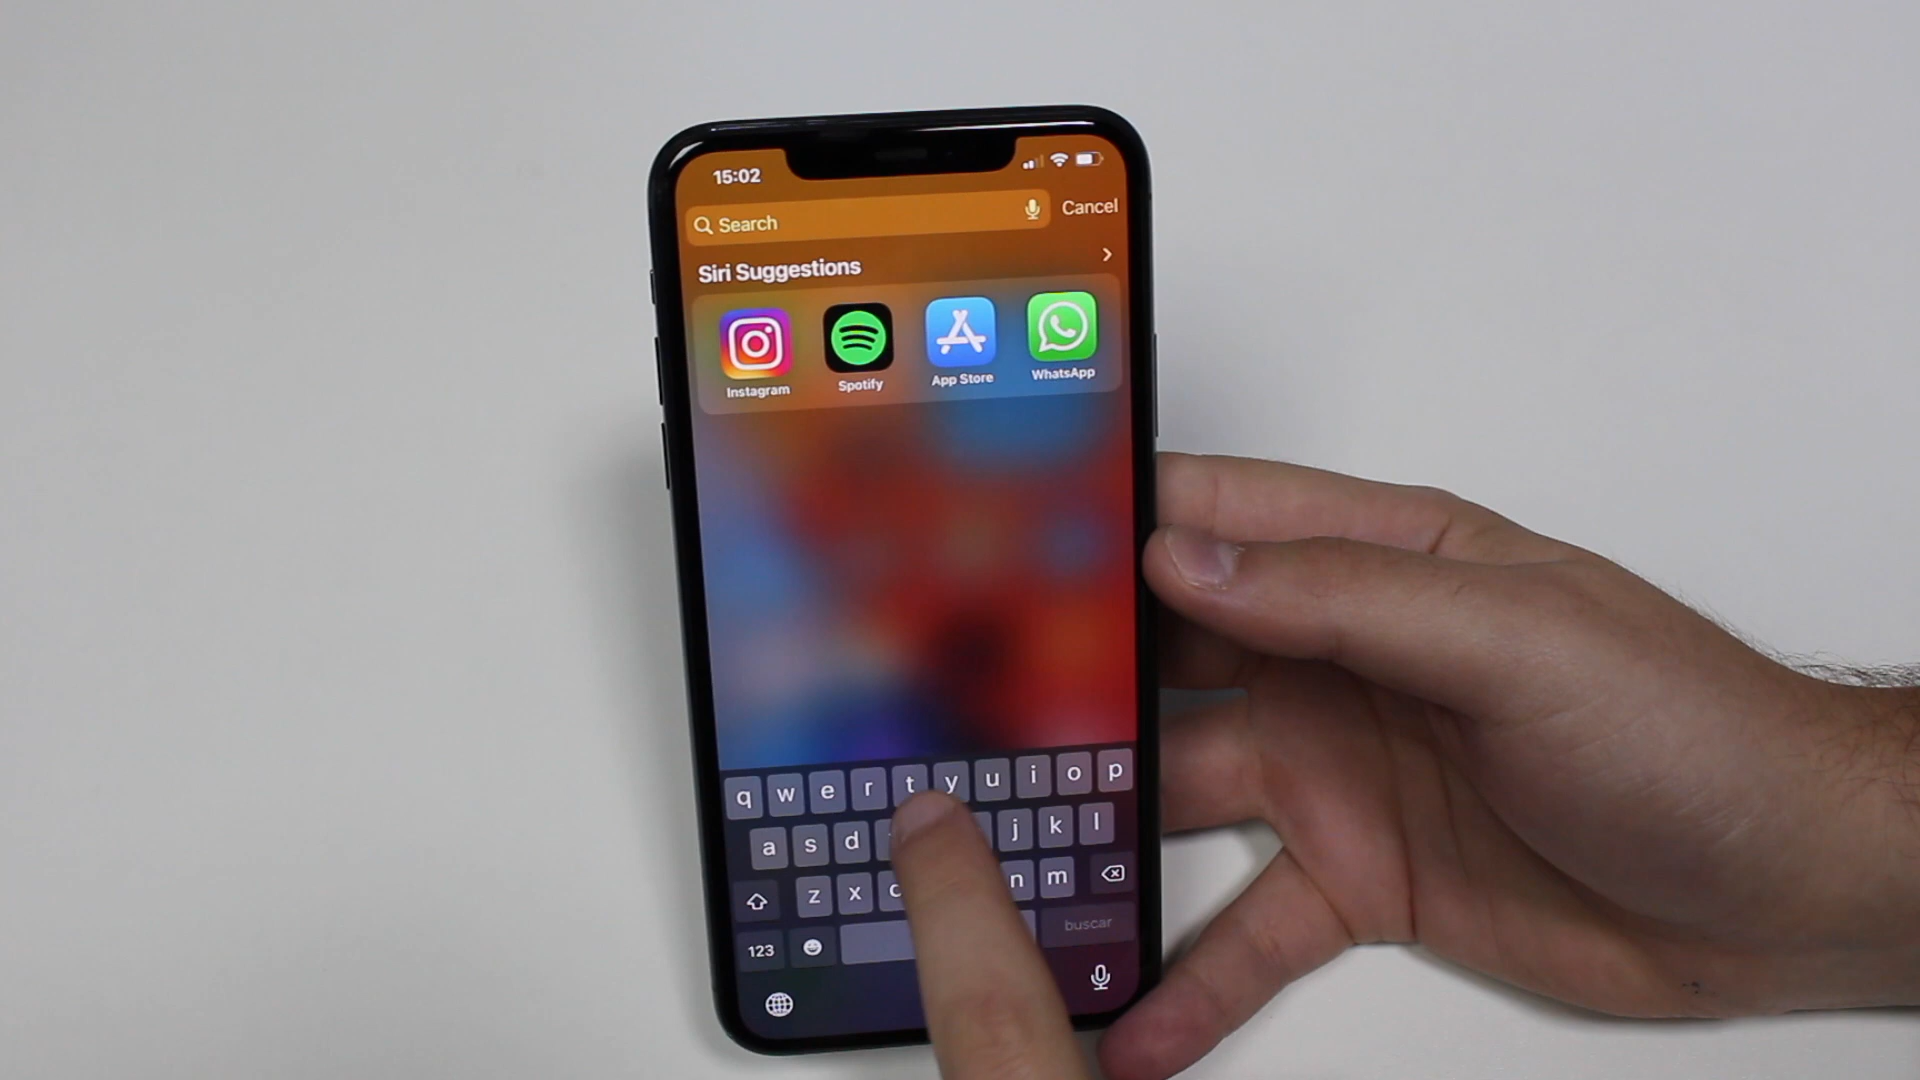 15:02
Search Cancel
Siri Suggestions
Instagram Spotify App Store WhatsApp
q w e r t y u i o p
a s d j k l
z x c n m
123 buscar